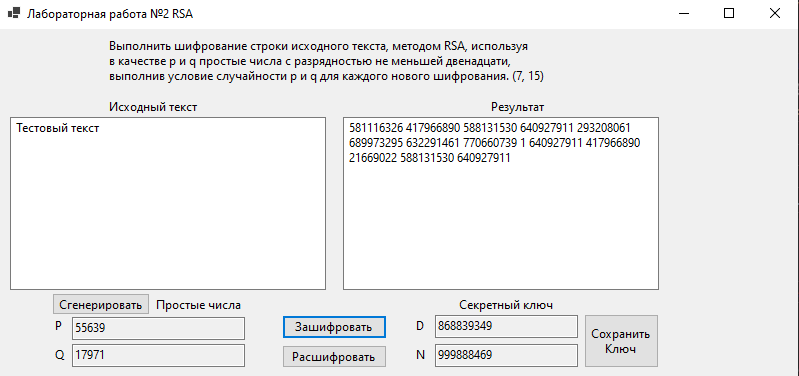 Лабораторная работа №2 RSA
Выполнить шифрование строки исходного текста, методом RSA, используя
в качестве p и q простые числа с разрядностью не меньшей двенадцати,
выполнив условие случайности p и q для каждого нового шифрования. (7, 15)
Исходный текст
Результат
Тестовый текст
581116326 417966890 588131530 640927911 293208061
689973295 632291461 770660739 1 640927911 417966890
21669022 588131530 640927911
Сгенерировать
Простые числа
P
55639
Q
17971
Зашифровать
Расшифровать
Секретный ключ
D
868839349
N
999888469
Сохранить
Ключ